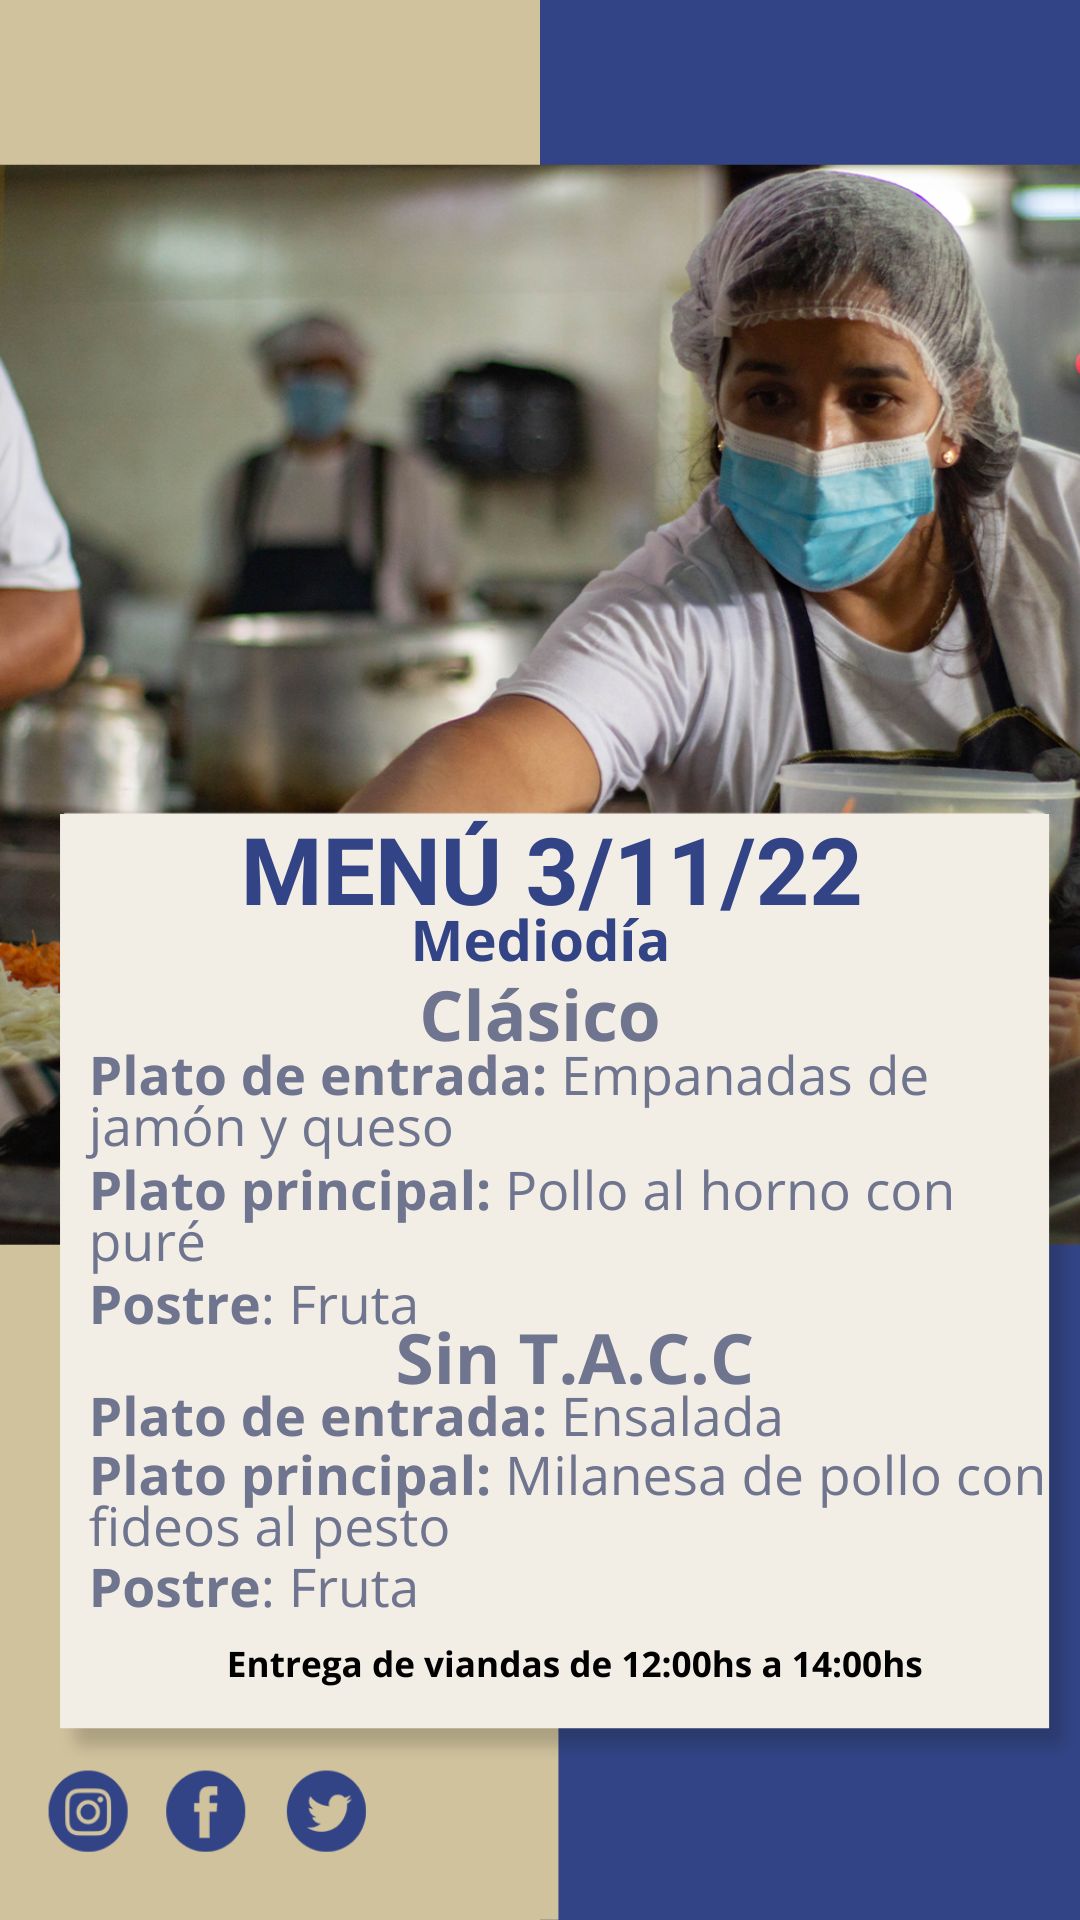 MENÚ 3/11/22
Mediodía
Clásico
Plato de entrada: Empanadas de
jamón y queso
Plato principal: Pollo al horno con
puré
Postre: Fruta
Sin T.A.C.C
Plato de entrada: Ensalada
Plato principal: Milanesa de pollo con
fideos al pesto
Postre: Fruta
Entrega de viandas de 12:00hs a 14:00hs